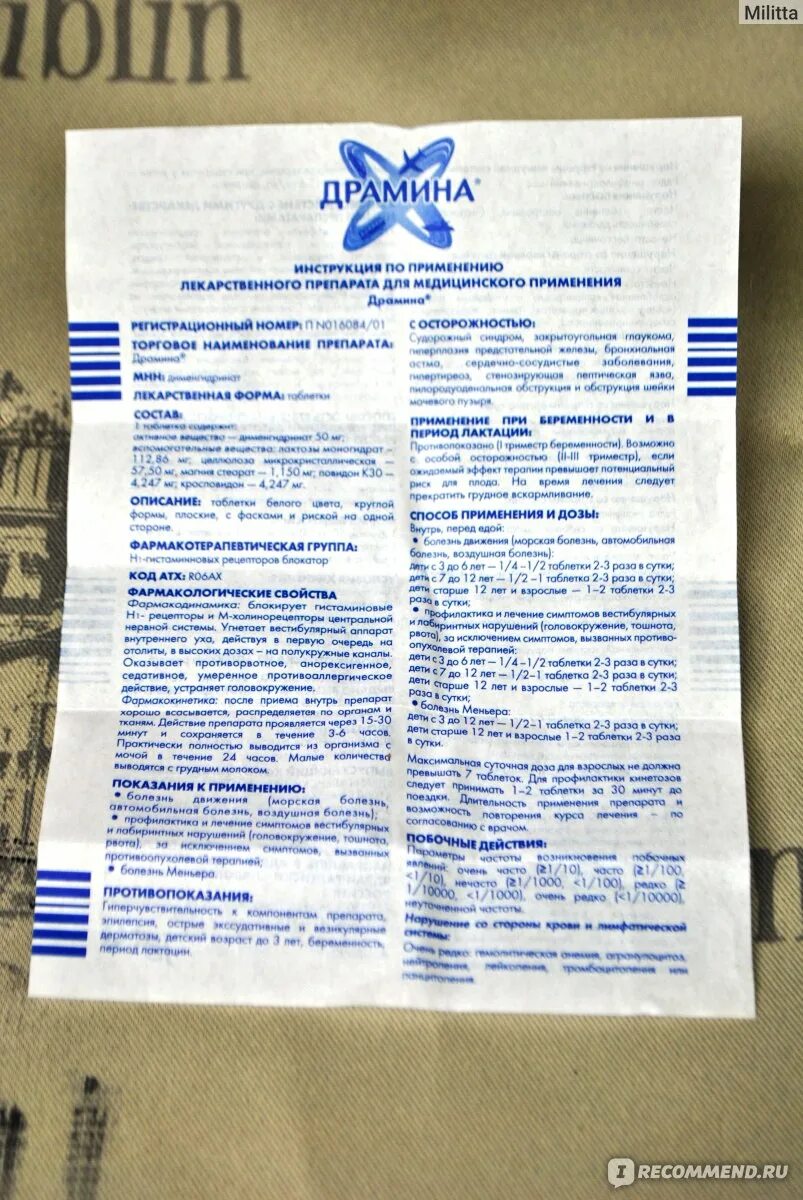 Militta
blin
ДРАМИНА®
ИНСТРУКЦИЯ ПО ПРИМЕНЕНИЮ
ЛЕКАРСТВЕННОГО ПРЕПАРАТА ДЛЯ МЕДИЦИНСКОГО ПРИМЕНЕНИЯ
Драмина®
РЕГИСТРАЦИОННЫЙ НОМЕР: П N016084/01
ТОРГОВОЕ НАИМЕНОВАНИЕ ПРЕПАРАТА:
Драмина®
МНН: дименгидринат
ЛЕКАРСТВЕННАЯ ФОРМА: таблетки
СОСТАВ:
1 таблетка содержит:
активное вещество — дименгидринат 50 мг;
вспомогательные вещества: лактозы моногидрат —
112,86 мг; целлюлоза микрокристаллическая —
57,50 мг, магния стеарат — 1,150 мг; повидон К30 —
4,247 мг; кросповидон — 4,247 мг.
ОПИСАНИЕ: таблетки белого цвета, круглой
формы, плоские, с фасками и риской на одной
стороне.
ФАРМАКОТЕРАПЕВТИЧЕСКАЯ ГРУППА:
H1-гистаминовых рецепторов блокатор
КОД АТХ: R06AX
ФАРМАКОЛОГИЧЕСКИЕ СВОЙСТВА
Фармакодинамика: блокирует гистаминовые
H1- рецепторы и М-холинорецепторы центральной
нервной системы. Угнетает вестибулярный аппарат
внутреннего уха, действуя в первую очередь на
отолиты, в высоких дозах – на полукружные каналы.
Оказывает противорвотное, анорексигенное,
седативное, умеренное противоаллергическое
действие, устраняет головокружение.
Фармакокинетика: после приема внутрь препарат
хорошо всасывается, распределяется по органам и
тканям. Действие препарата проявляется через 15-30
минут и сохраняется в течение 3-6 часов.
Практически полностью выводится из организма с
мочой в течение 24 часов. Малые количества
выводятся с грудным молоком.
ПОКАЗАНИЯ К ПРИМЕНЕНИЮ:
• болезнь движения (морская болезнь,
автомобильная болезнь, воздушная болезнь);
• профилактика и лечение симптомов вестибулярных
и лабиринтных нарушений (головокружение, тошнота,
рвота), за исключением симптомов, вызванных
противоопухолевой терапией;
• болезнь Меньера.
ПРОТИВОПОКАЗАНИЯ:
Гиперчувствительность к компонентам препарата,
эпилепсия, острые экссудативные и везикулярные
дерматозы, детский возраст до 3 лет, беременность,
период лактации.
С ОСТОРОЖНОСТЬЮ:
Судорожный синдром, закрытоугольная глаукома,
гиперплазия предстательной железы, бронхиальная
астма, сердечно-сосудистые заболевания,
гипертиреоз, стенозирующая пептическая язва,
пилородуоденальная обструкция и обструкция шейки
мочевого пузыря.
ПРИМЕНЕНИЕ ПРИ БЕРЕМЕННОСТИ И В
ПЕРИОД ЛАКТАЦИИ:
Противопоказано (I триместр беременности). Возможно
с особой осторожностью (II-III триместр), если
ожидаемый эффект терапии превышает потенциальный
риск для плода. На время лечения следует
прекратить грудное вскармливание.
СПОСОБ ПРИМЕНЕНИЯ И ДОЗЫ:
Внутрь, перед едой:
• болезнь движения (морская болезнь, автомобильная
болезнь, воздушная болезнь):
дети с 3 до 6 лет — 1/4 -1/2 таблетки 2-3 раза в сутки;
дети с 7 до 12 лет — 1/2–1 таблетка 2-3 раза в сутки;
дети старше 12 лет и взрослые — 1–2 таблетки 2-3
раза в сутки;
• профилактика и лечение симптомов вестибулярных
и лабиринтных нарушений (головокружение, тошнота,
рвота), за исключением симптомов, вызванных противо-
опухолевой терапией:
дети с 3 до 6 лет — 1/4–1/2 таблетки 2-3 раза в сутки;
дети с 7 до 12 лет — 1/2–1 таблетка 2-3 раза в сутки;
дети старше 12 лет и взрослые — 1–2 таблетки 2-3
раза в сутки;
• болезнь Меньера:
дети с 3 до 12 лет — 1/2–1 таблетка 2-3 раза в сутки;
дети старше 12 лет и взрослые 1–2 таблетки 2-3 раза
в сутки.
Максимальная суточная доза для взрослых не должна
превышать 7 таблеток. Для профилактики кинетозов
следует принимать 1–2 таблетки за 30 минут до
поездки. Длительность применения препарата и
возможность повторения курса лечения – по
согласованию с врачом.
ПОБОЧНЫЕ ДЕЙСТВИЯ:
Параметры частоты возникновения побочных
явлений: очень часто (≥1/10), часто (≥1/100,
<1/10), нечасто (≥1/1000, <1/100), редко (≥
1/10000, <1/1000), очень редко (<1/10000),
неуточненной частоты.
Нарушение со стороны крови и лимфатической
системы:
Очень редко: гемолитическая анемия, агранулоцитоз,
нейтропения, лейкопения, тромбоцитопения или
панцитопения.
IRECOMMEND.RU